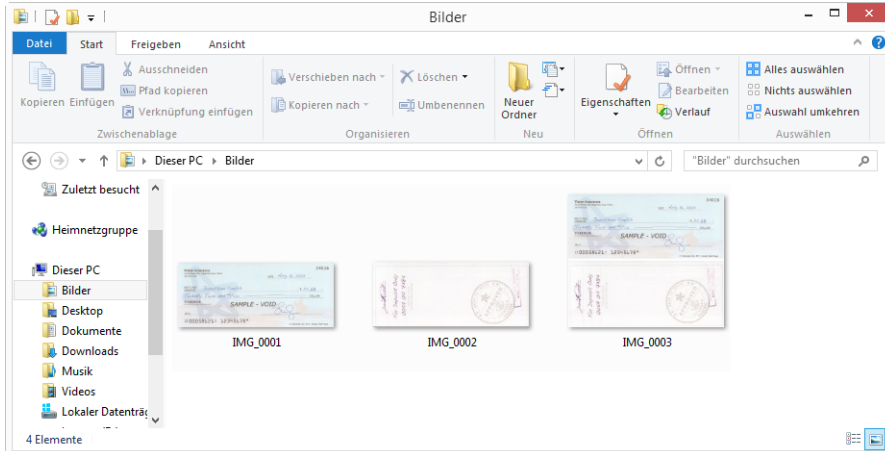 Bilder
Datei Start Freigeben Ansicht
Kopieren
Einfügen
Ausschneiden
Pfad kopieren
Verknüpfung einfügen
Zwischenablage
Verschieben nach
Kopieren nach
Löschen
Umbenennen
Organisieren
Neuer
Ordner
Neu
Eigenschaften
Öffnen
Bearbeiten
Verlauf
Öffnen
Alles auswählen
Nichts auswählen
Auswahl umkehren
Auswählen
Dieser PC Bilder
"Bilder" durchsuchen
Zuletzt besucht
Heimnetzgruppe
Dieser PC
Bilder
Desktop
Dokumente
Downloads
Musik
Videos
Lokaler
SAMPLE - VOID
IMG_0001
IMG_0002
SAMPLE - VOID
IMG_0003
4 Elemente